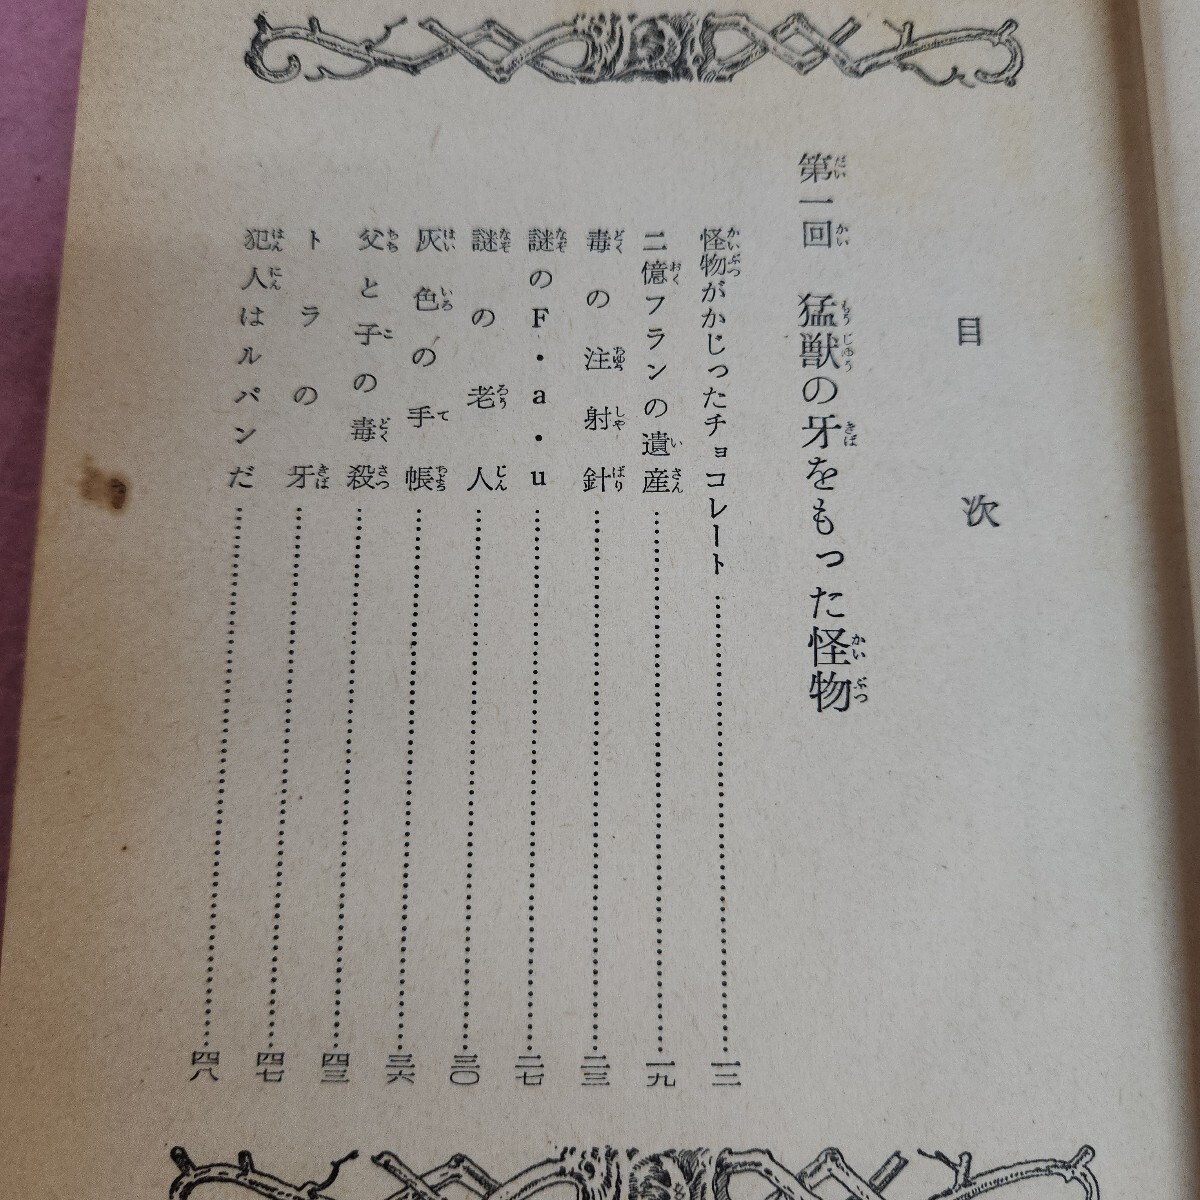 目次
第一回 猛獣の牙をもった怪物
怪物がかじったチョコレート……一二
二億フランの遺産……一九
毒の注射針……二三
謎のF・a・u……二七
謎の老人……三〇
灰色の手帳……三六
父と子の毒殺……四三
トラの牙……四七
犯人はルパンだ……四八